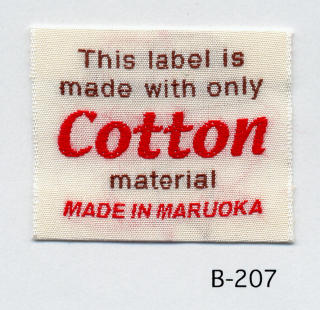 This label is
made with only
Cotton
material
MADE IN MARUOKA
B-207